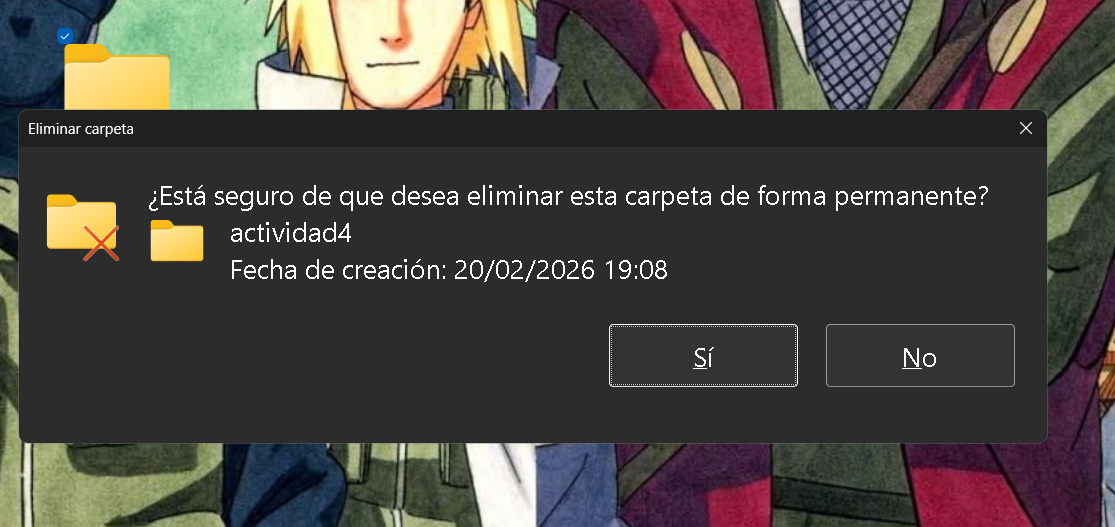 Eliminar carpeta
¿Está seguro de que desea eliminar esta carpeta de forma permanente?
actividad4
Fecha de creación: 20/02/2026 19:08
Sí
No